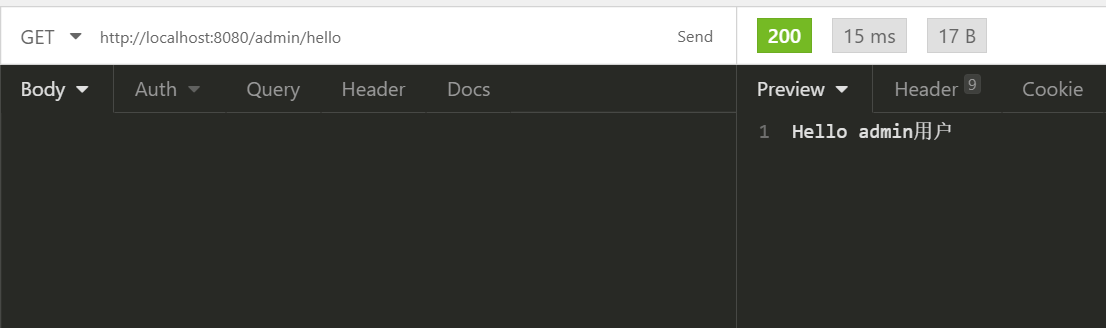 GET http://localhost:8080/admin/hello Send 200 15 ms 17 B
Body Auth Query Header Docs Preview Header 9 Cookie
1 Hello admin用户